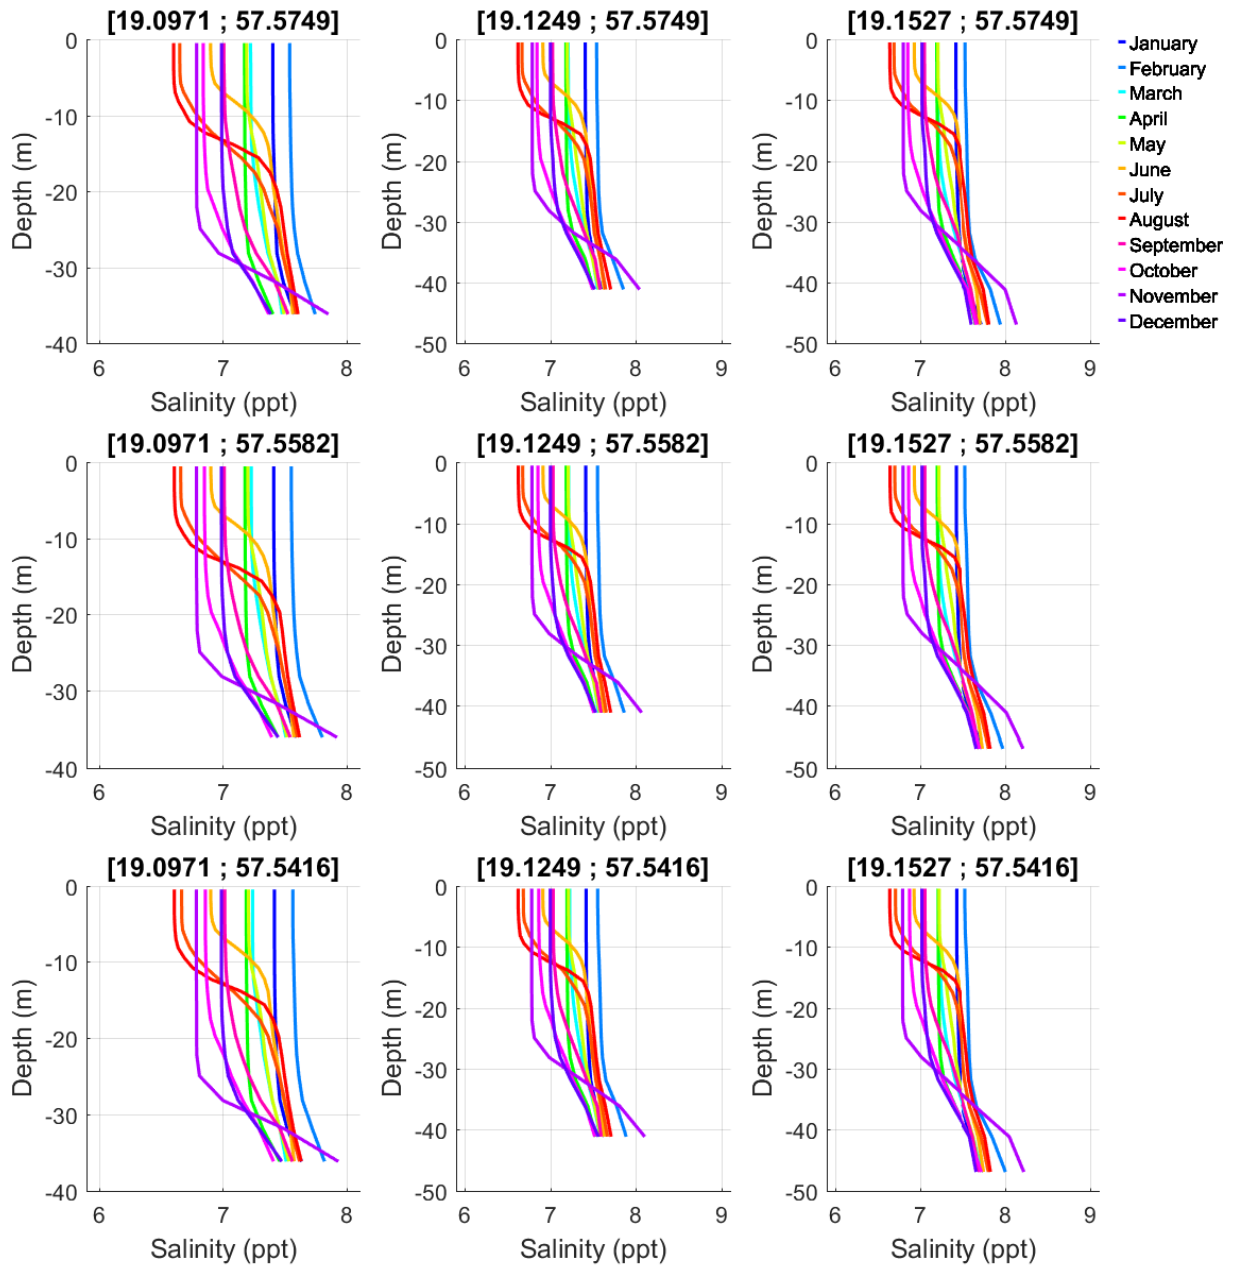 [19.0971 ; 57.5749]
0
-10
-20
-30
-40
6
7
8
Depth (m)
Salinity (ppt)
[19.1249 ; 57.5749]
0
-10
-20
-30
-40
-50
6
7
8
9
Depth (m)
Salinity (ppt)
[19.1527 ; 57.5749]
0
-10
-20
-30
-40
-50
6
7
8
9
Depth (m)
Salinity (ppt)
January
February
March
April
May
June
July
August
September
October
November
December
[19.0971 ; 57.5582]
0
-10
-20
-30
-40
6
7
8
Depth (m)
Salinity (ppt)
[19.1249 ; 57.5582]
0
-10
-20
-30
-40
-50
6
7
8
9
Depth (m)
Salinity (ppt)
[19.1527 ; 57.5582]
0
-10
-20
-30
-40
-50
6
7
8
9
Depth (m)
Salinity (ppt)
[19.0971 ; 57.5416]
0
-10
-20
-30
-40
6
7
8
Depth (m)
Salinity (ppt)
[19.1249 ; 57.5416]
0
-10
-20
-30
-40
-50
6
7
8
9
Depth (m)
Salinity (ppt)
[19.1527 ; 57.5416]
0
-10
-20
-30
-40
-50
6
7
8
9
Depth (m)
Salinity (ppt)